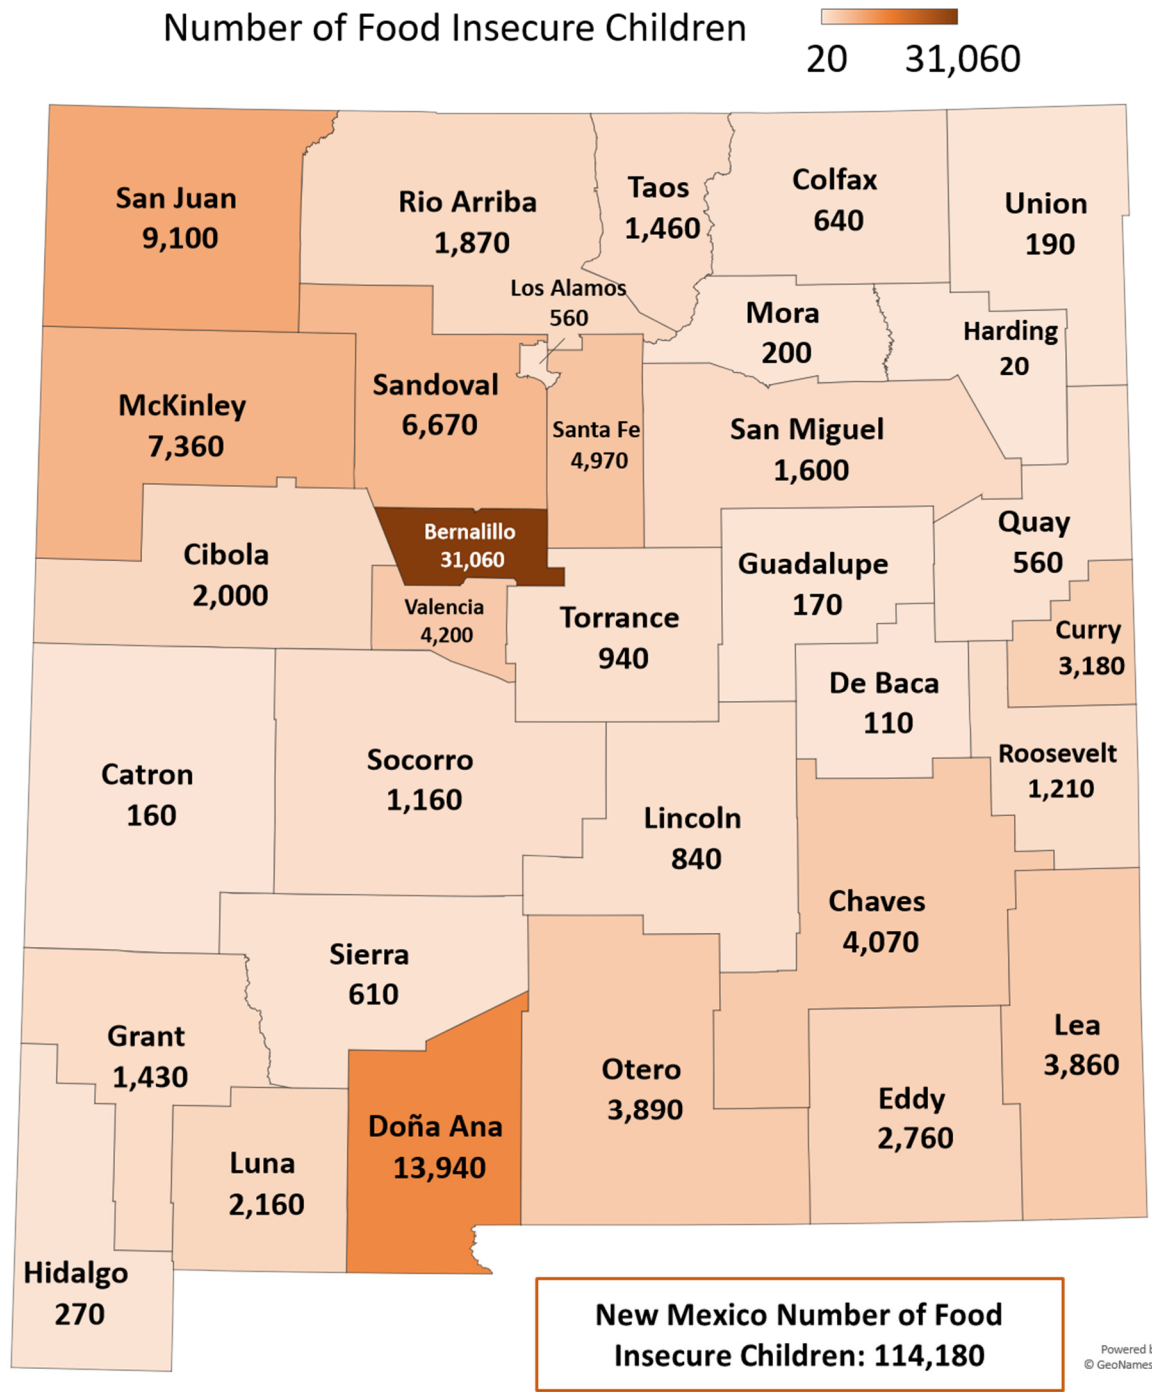 Number of Food Insecure Children
20 31,060
San Juan
9,100
Rio Arriba
1,870
Taos
1,460
Colfax
640
Union
190
Los Alamos
560
Mora
200
Harding
20
McKinley
7,360
Sandoval
6,670
Santa Fe
4,970
San Miguel
1,600
Quay
560
Cibola
2,000
Bernalillo
31,060
Valencia
4,200
Torrance
940
Guadalupe
170
Curry
3,180
De Baca
110
Roosevelt
1,210
Catron
160
Socorro
1,160
Lincoln
840
Chaves
4,070
Sierra
610
Grant
1,430
Lea
3,860
Otero
3,890
Eddy
2,760
Doña Ana
13,940
Luna
2,160
Hidalgo
270
New Mexico Number of Food
Insecure Children: 114,180
Powered b
© GeoNames